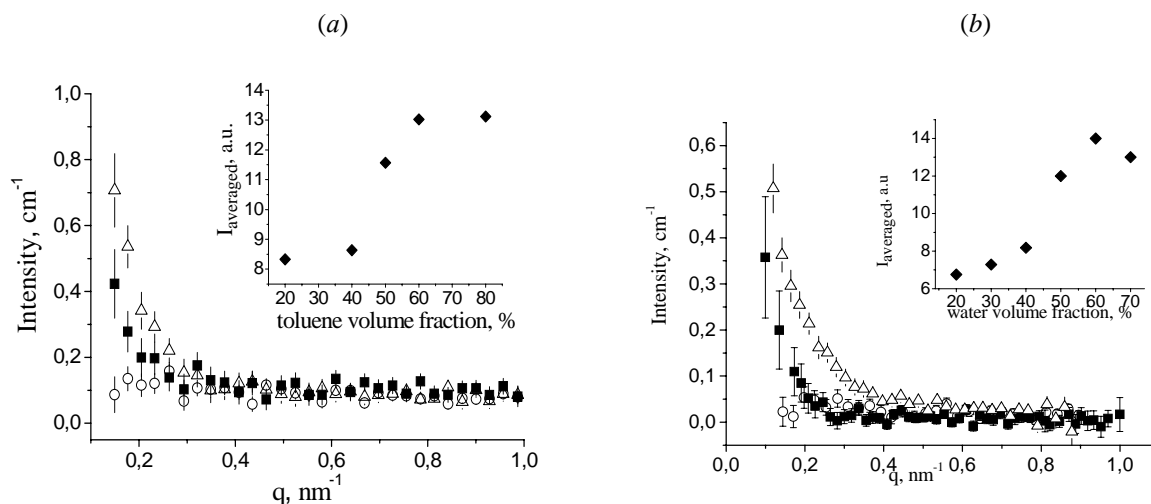 (a)
1,0
0,8
0,6
0,4
0,2
0,0
Intensity, cm-1
0,2 0,4 0,6 0,8 1,0
q, nm-1
14
13
12
11
10
9
8
Iaveraged, a.u.
20 30 40 50 60 70 80
toluene volume fraction, %
(b)
0,6
0,5
0,4
0,3
0,2
0,1
0,0
Intensity, cm-1
0,0 0,2 0,4 0,6 0,8 1,0
q, nm-1
14
12
10
8
6
Iaveraged, a.u
20 30 40 50 60 70
water volume fraction, %